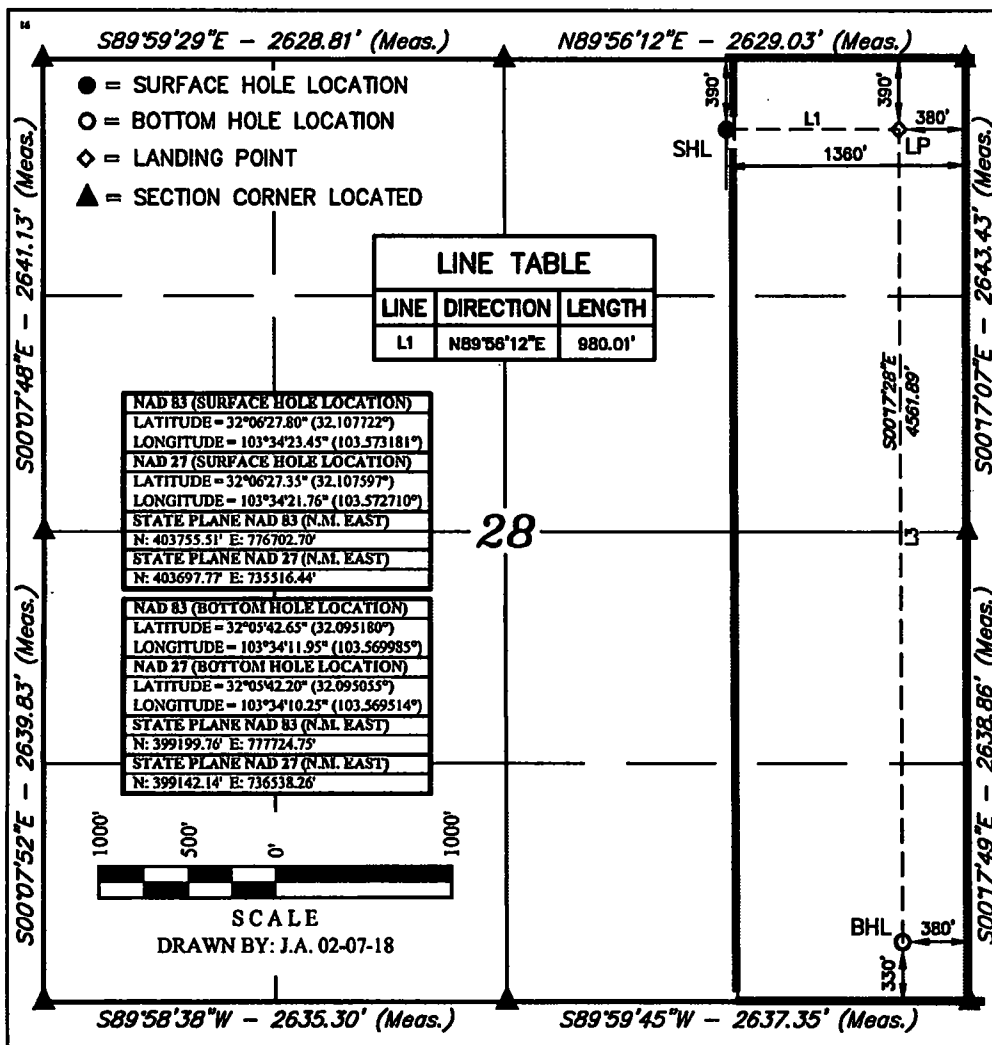 S89°59'29"E – 2628.81' (Meas.)
N89°56'12"E – 2629.03' (Meas.)
● = SURFACE HOLE LOCATION
○ = BOTTOM HOLE LOCATION
◇ = LANDING POINT
▲ = SECTION CORNER LOCATED
390'
390'
L1
380'
SHL
LP
1360'
S00°07'48"E – 2641.13' (Meas.)
S00°17'07"E – 2643.43' (Meas.)
LINE TABLE
LINE DIRECTION LENGTH
L1 N89°56'12"E 980.01'
S00°17'28"E
4561.89'
NAD 83 (SURFACE HOLE LOCATION)
LATITUDE = 32°06'27.80" (32.107722°)
LONGITUDE = 103°34'23.45" (103.573181°)
NAD 27 (SURFACE HOLE LOCATION)
LATITUDE = 32°06'27.35" (32.107597°)
LONGITUDE = 103°34'21.76" (103.572710°)
STATE PLANE NAD 83 (N.M. EAST)
N: 403755.51' E: 776702.70'
STATE PLANE NAD 27 (N.M. EAST)
N: 403697.77' E: 735516.44'
28
L3
NAD 83 (BOTTOM HOLE LOCATION)
LATITUDE = 32°05'42.65" (32.095180°)
LONGITUDE = 103°34'11.95" (103.569985°)
NAD 27 (BOTTOM HOLE LOCATION)
LATITUDE = 32°05'42.20" (32.095055°)
LONGITUDE = 103°34'10.25" (103.569514°)
STATE PLANE NAD 83 (N.M. EAST)
N: 399199.76' E: 777724.75'
STATE PLANE NAD 27 (N.M. EAST)
N: 399142.14' E: 736538.26'
S00°07'52"E – 2639.83' (Meas.)
S00°17'49"E – 2638.86' (Meas.)
1000' 500' 0' 1000'
SCALE
DRAWN BY: J.A. 02-07-18
BHL
380'
330'
S89°58'38"W – 2635.30' (Meas.)
S89°59'45"W – 2637.35' (Meas.)